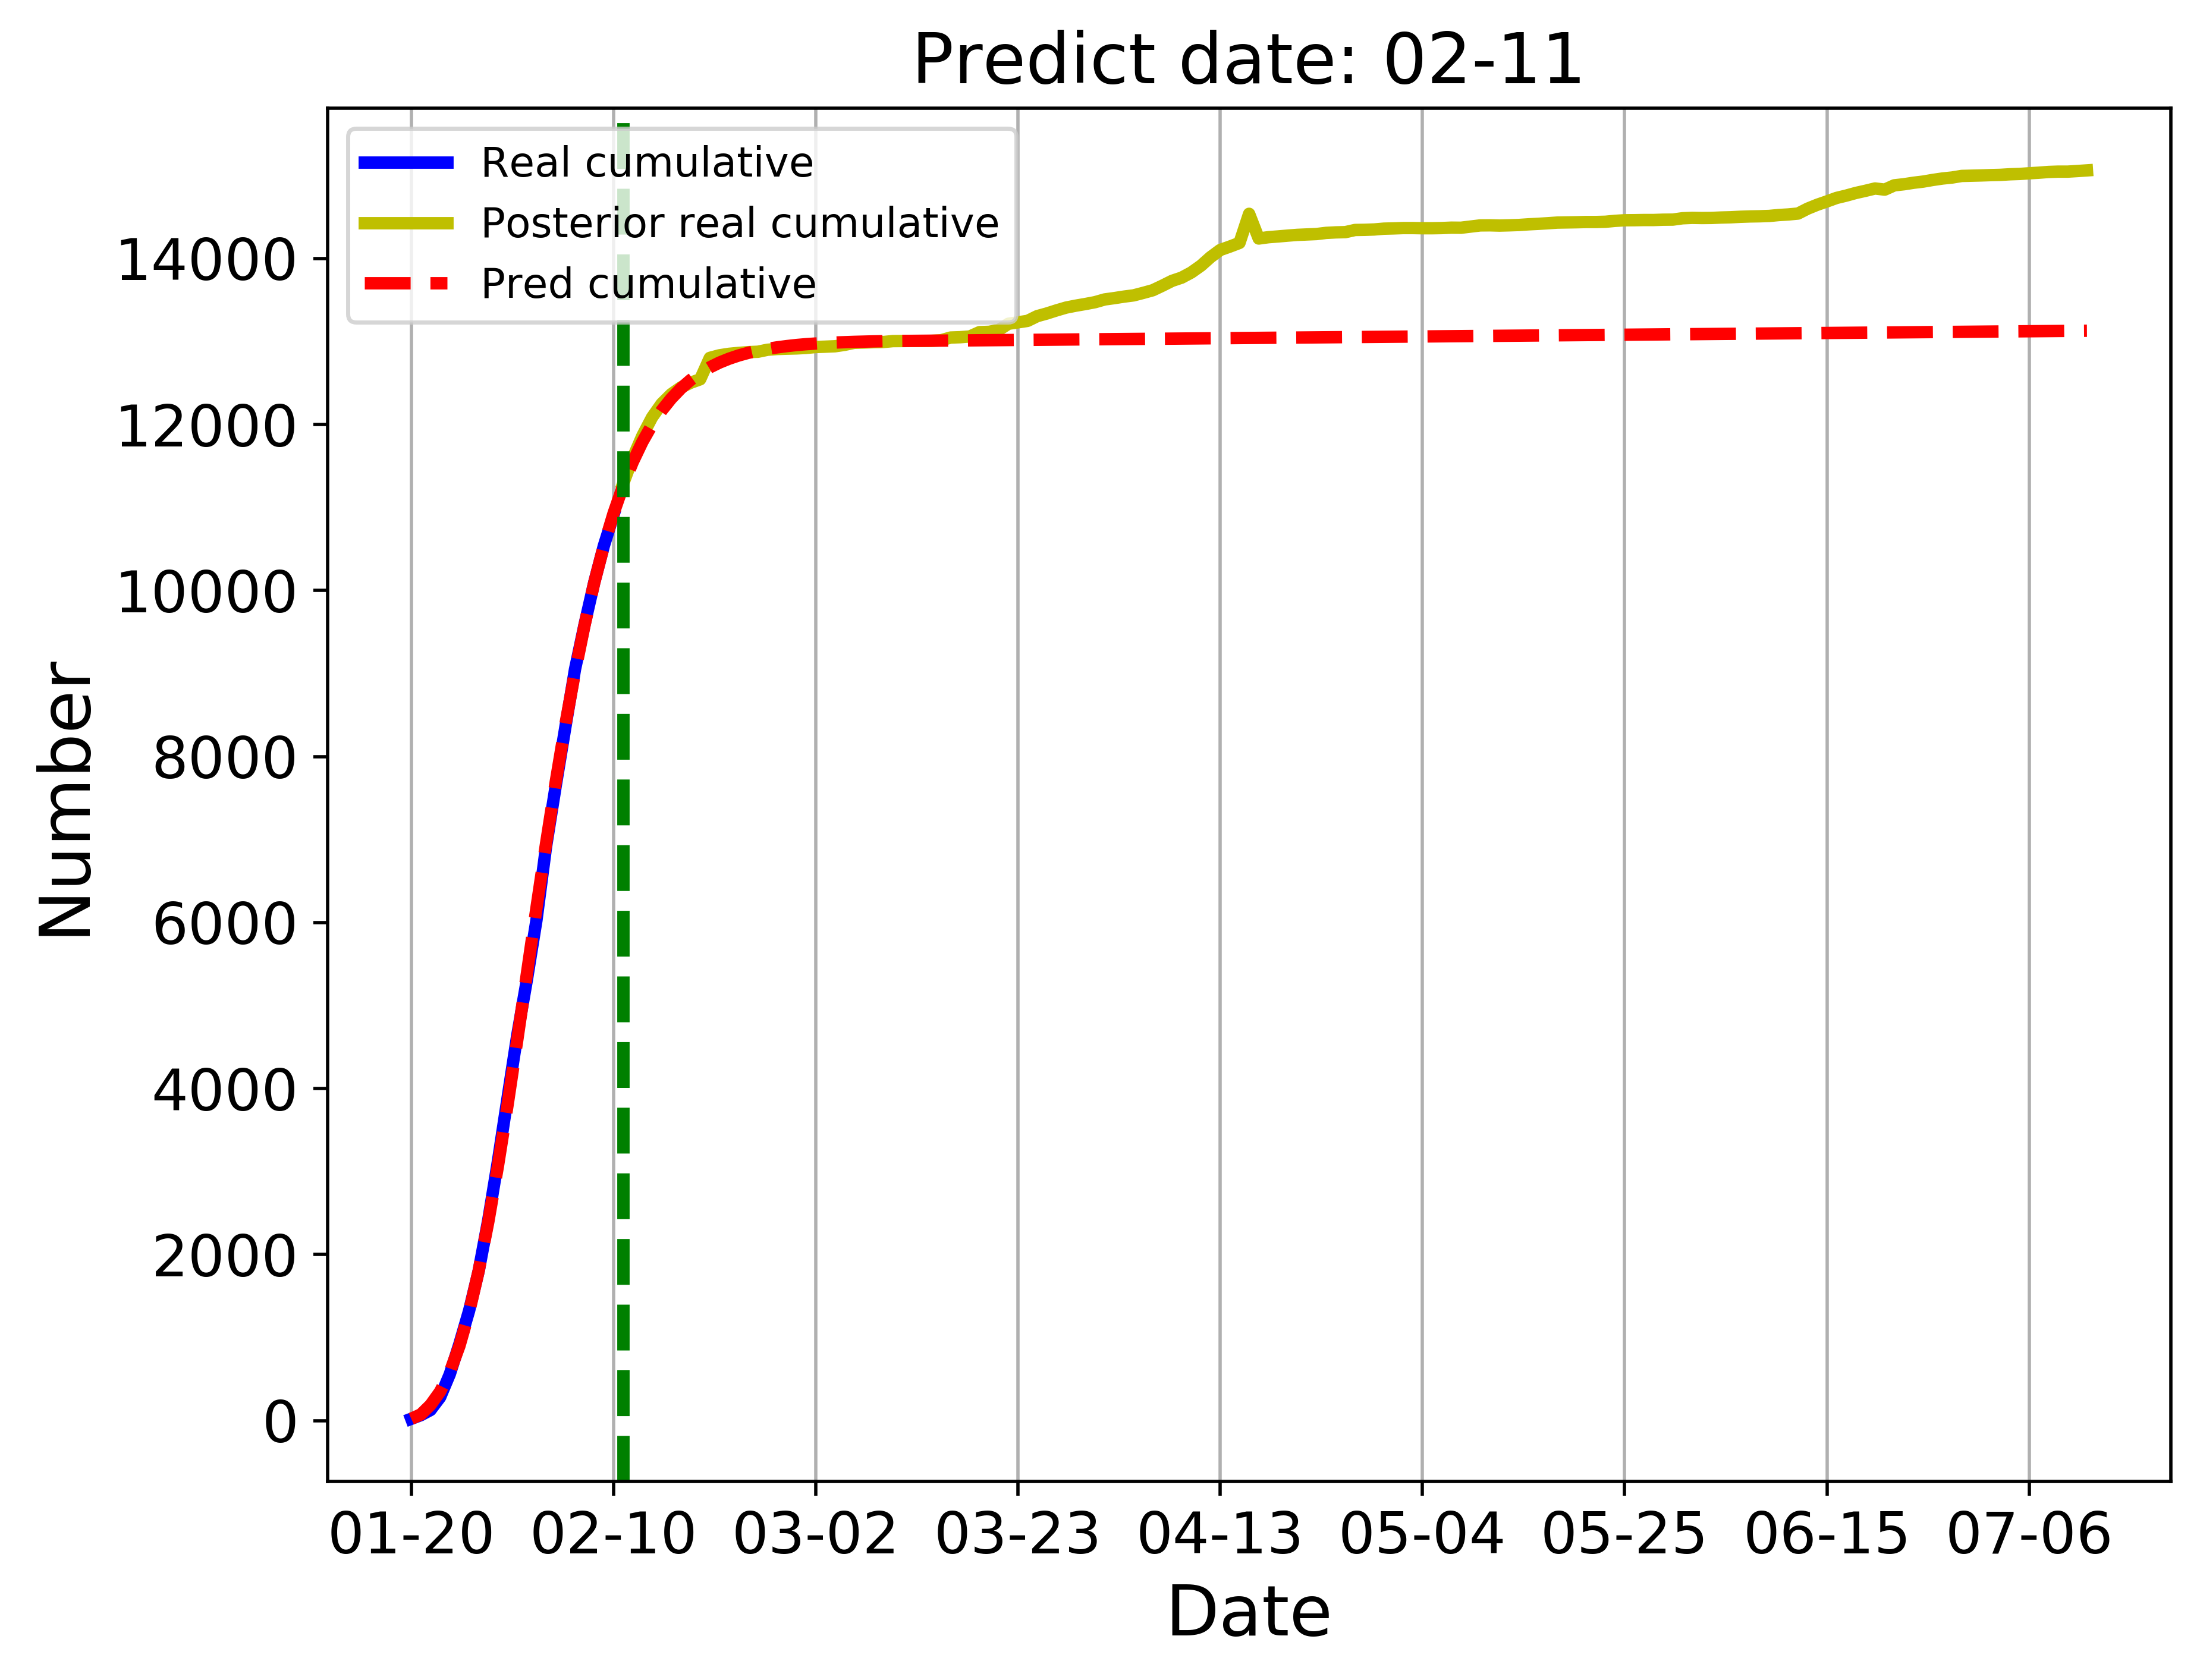 Predict date: 02-11
Real cumulative
Posterior real cumulative
Pred cumulative
14000
12000
10000
8000
6000
4000
2000
0
Number
01-20 02-10 03-02 03-23 04-13 05-04 05-25 06-15 07-06
Date